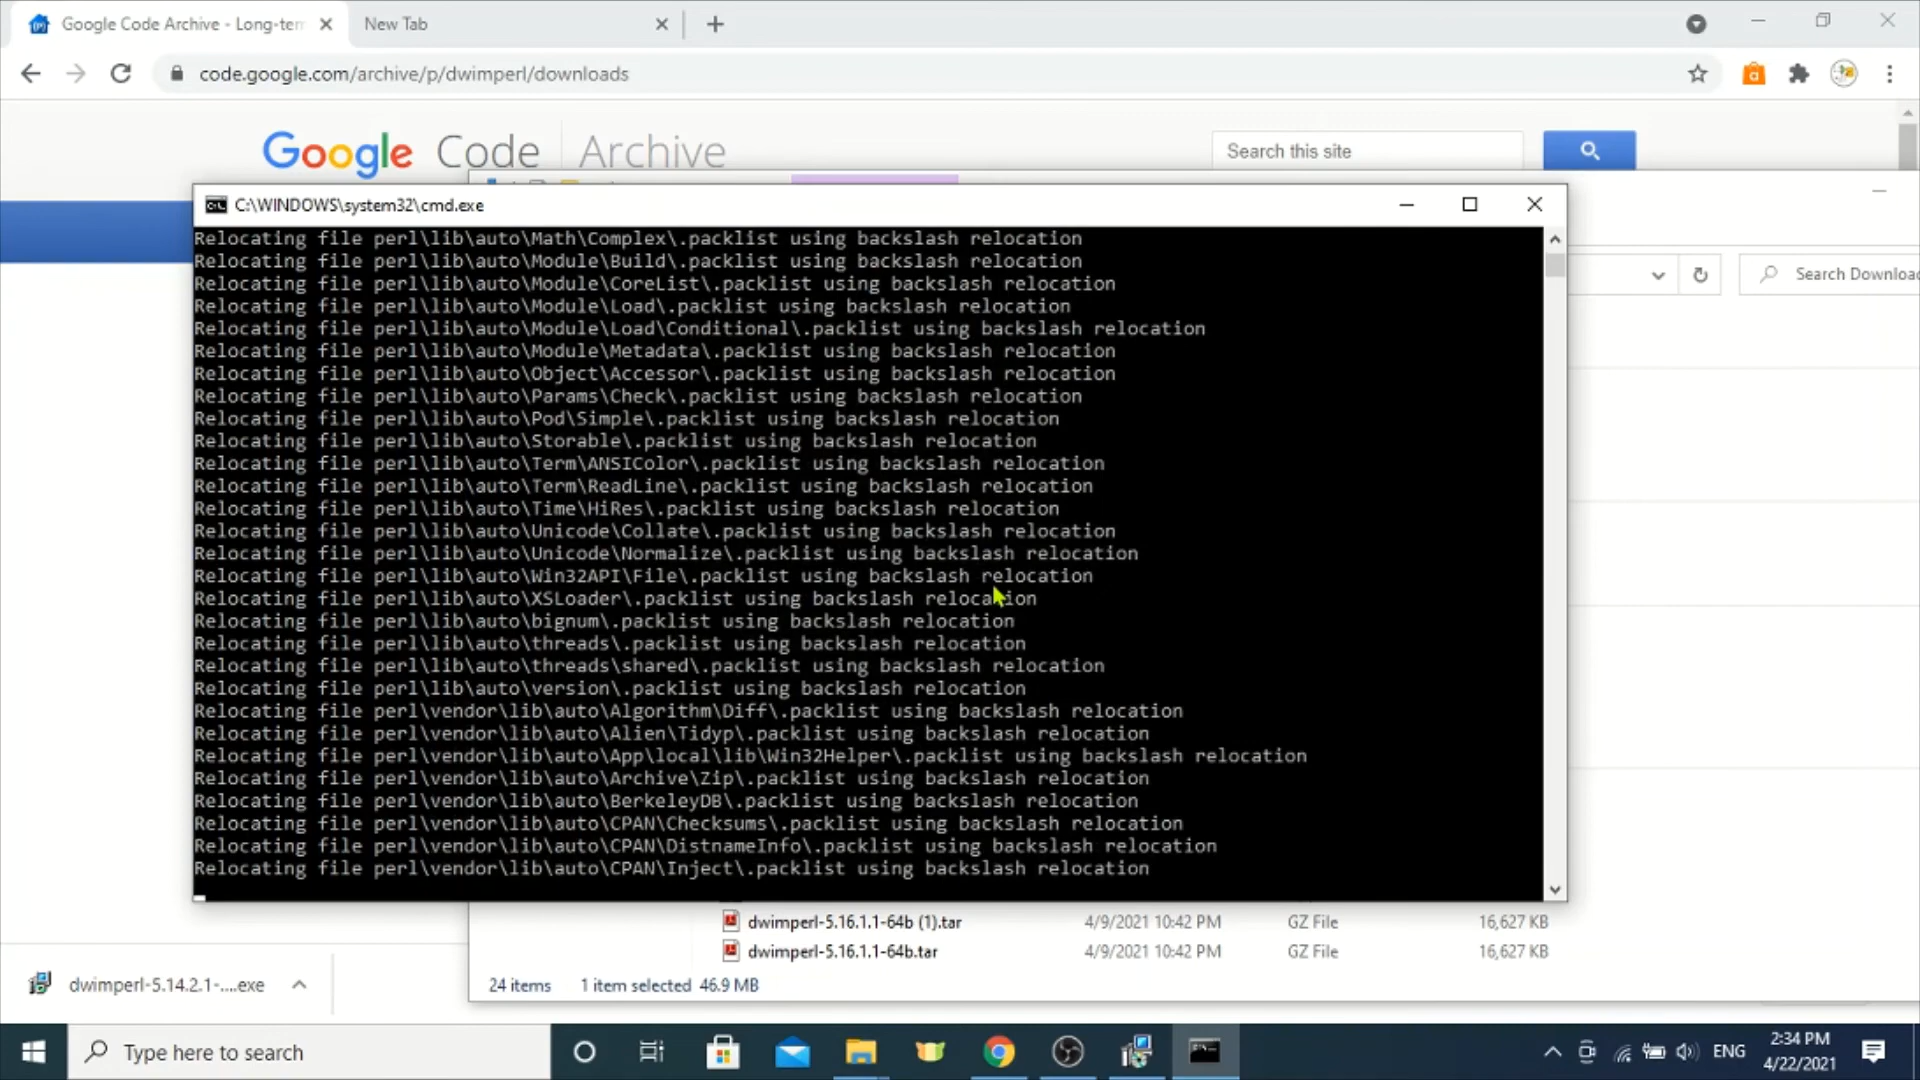 Google Code Archive - Long-ter
New Tab
code.google.com/archive/p/dwimperl/downloads
Google Code Archive
Search this site
C:\WINDOWS\system32\cmd.exe
Search Downloa
Relocating file perl\lib\auto\Math\Complex\.packlist using backslash relocation
Relocating file perl\lib\auto\Module\Build\.packlist using backslash relocation
Relocating file perl\lib\auto\Module\CoreList\.packlist using backslash relocation
Relocating file perl\lib\auto\Module\Load\.packlist using backslash relocation
Relocating file perl\lib\auto\Module\Load\Conditional\.packlist using backslash relocation
Relocating file perl\lib\auto\Module\Metadata\.packlist using backslash relocation
Relocating file perl\lib\auto\Object\Accessor\.packlist using backslash relocation
Relocating file perl\lib\auto\Params\Check\.packlist using backslash relocation
Relocating file perl\lib\auto\Pod\Simple\.packlist using backslash relocation
Relocating file perl\lib\auto\Storable\.packlist using backslash relocation
Relocating file perl\lib\auto\Term\ANSIColor\.packlist using backslash relocation
Relocating file perl\lib\auto\Term\ReadLine\.packlist using backslash relocation
Relocating file perl\lib\auto\Time\HiRes\.packlist using backslash relocation
Relocating file perl\lib\auto\Unicode\Collate\.packlist using backslash relocation
Relocating file perl\lib\auto\Unicode\Normalize\.packlist using backslash relocation
Relocating file perl\lib\auto\Win32API\File\.packlist using backslash relocation
Relocating file perl\lib\auto\XSLoader\.packlist using backslash relocation
Relocating file perl\lib\auto\bignum\.packlist using backslash relocation
Relocating file perl\lib\auto\threads\.packlist using backslash relocation
Relocating file perl\lib\auto\threads\shared\.packlist using backslash relocation
Relocating file perl\lib\auto\version\.packlist using backslash relocation
Relocating file perl\vendor\lib\auto\Algorithm\Diff\.packlist using backslash relocation
Relocating file perl\vendor\lib\auto\Alien\Tidyp\.packlist using backslash relocation
Relocating file perl\vendor\lib\auto\App\local\lib\Win32Helper\.packlist using backslash relocation
Relocating file perl\vendor\lib\auto\Archive\Zip\.packlist using backslash relocation
Relocating file perl\vendor\lib\auto\BerkeleyDB\.packlist using backslash relocation
Relocating file perl\vendor\lib\auto\CPAN\Checksums\.packlist using backslash relocation
Relocating file perl\vendor\lib\auto\CPAN\DistnameInfo\.packlist using backslash relocation
Relocating file perl\vendor\lib\auto\CPAN\Inject\.packlist using backslash relocation
dwimperl-5.16.1.1-64b (1).tar 4/9/2021 10:42 PM GZ File 16,627 KB
dwimperl-5.16.1.1-64b.tar 4/9/2021 10:42 PM GZ File 16,627 KB
24 items 1 item selected 46.9 MB
dwimperl-5.14.2.1-....exe
Type here to search
ENG
2:34 PM
4/22/2021